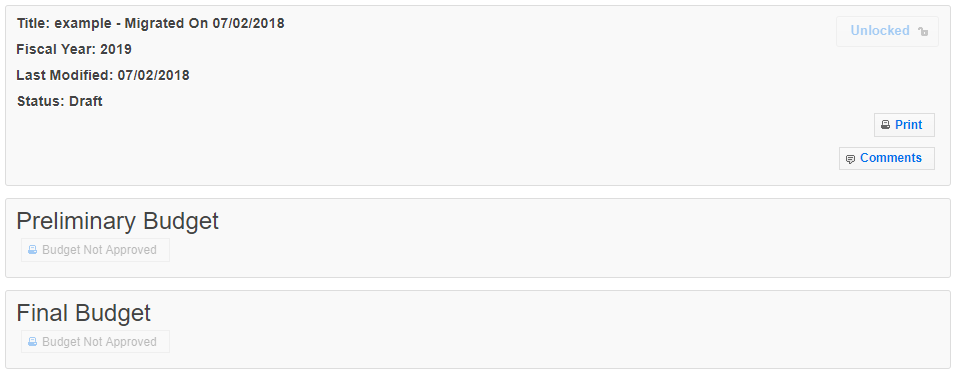 Title: example - Migrated On 07/02/2018
Unlocked
Fiscal Year: 2019
Last Modified: 07/02/2018
Status: Draft
Print
Comments
Preliminary Budget
Budget Not Approved
Final Budget
Budget Not Approved